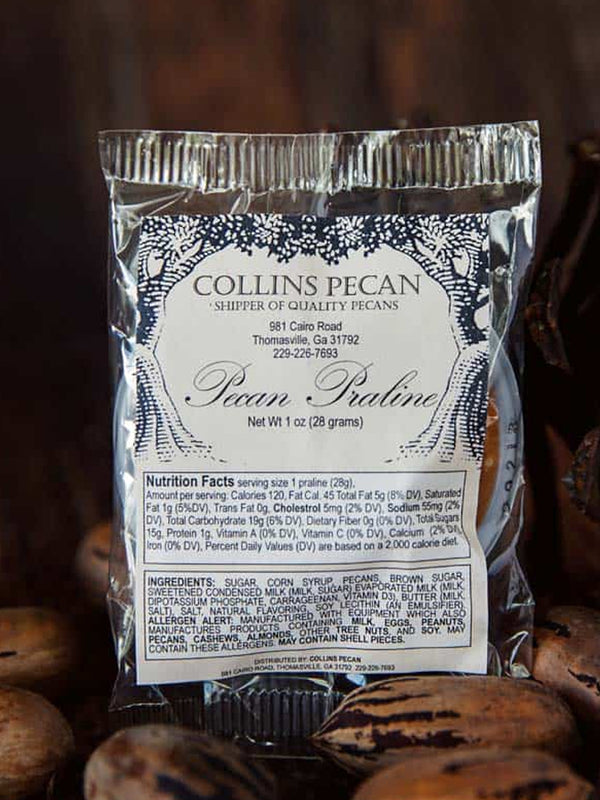 COLLINS PECAN
SHIPPER OF QUALITY PECANS
981 Cairo Road
Thomasville, Ga 31792
229-226-7693
Pecan Praline
Net Wt 1 oz (28 grams)
Nutrition Facts serving size 1 praline (28g),
Amount per serving: Calories 120, Fat Cal. 45 Total Fat 5g (8% DV), Saturated
Fat 1g (5%DV), Trans Fat 0g, Cholestrol 5mg (2% DV), Sodium 55mg (2%
DV), Total Carbohydrate 19g (6% DV), Dietary Fiber 0g (0% DV), Total Sugars
15g, Protein 1g, Vitamin A (0% DV), Vitamin C (0% DV), Calcium (2% DV),
Iron (0% DV), Percent Daily Values (DV) are based on a 2,000 calorie diet.
INGREDIENTS: SUGAR, CORN SYRUP, PECANS, BROWN SUGAR,
SWEETENED CONDENSED MILK (MILK, SUGAR) EVAPORATED MILK (MILK,
DIPOTASSIUM PHOSPHATE, CARRAGEENAN, VITAMIN D3), BUTTER (MILK,
SALT), SALT, NATURAL FLAVORING, SOY LECITHIN (AN EMULSIFIER)
ALLERGEN ALERT: MANUFACTURED WITH EQUIPMENT WHICH ALSO
MANUFACTURES PRODUCTS CONTAINING MILK, EGGS, PEANUTS,
PECANS, CASHEWS, ALMONDS, OTHER TREE NUTS, AND SOY. MAY
CONTAIN THESE ALLERGENS. MAY CONTAIN SHELL PIECES.
DISTRIBUTED BY: COLLINS PECAN
981 CAIRO ROAD, THOMASVILLE, GA 31792 229-226-7693